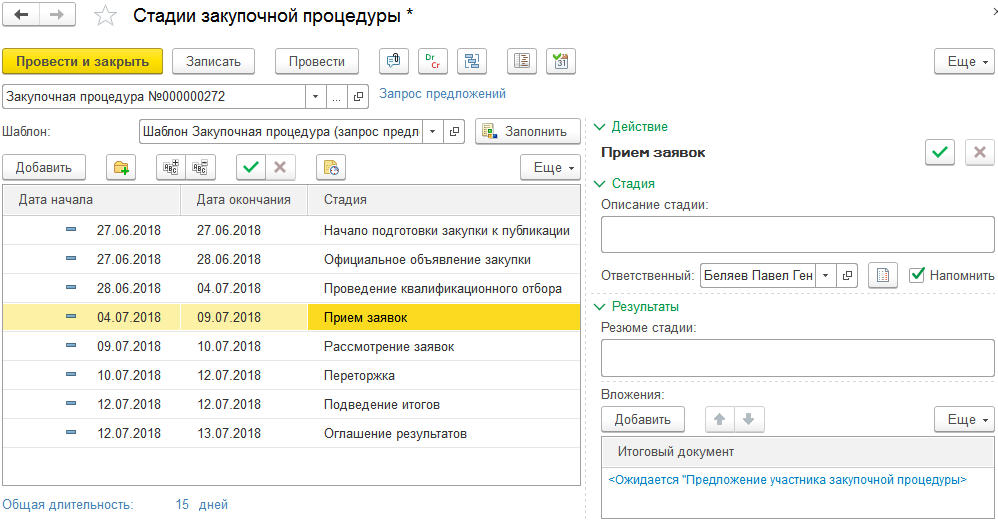 Стадии закупочной процедуры *
Провести и закрыть Записать Провести Dr Cr 31 Еще
Закупочная процедура №000000272 ... Запрос предложений
Шаблон: Шаблон Закупочная процедура (запрос предл Заполнить
Добавить ABC ABC Еще
Дата начала Дата окончания Стадия
27.06.2018 27.06.2018 Начало подготовки закупки к публикации
27.06.2018 28.06.2018 Официальное объявление закупки
28.06.2018 04.07.2018 Проведение квалификационного отбора
04.07.2018 09.07.2018 Прием заявок
09.07.2018 10.07.2018 Рассмотрение заявок
10.07.2018 12.07.2018 Переторжка
12.07.2018 12.07.2018 Подведение итогов
12.07.2018 13.07.2018 Оглашение результатов
Общая длительность: 15 дней
Действие
Прием заявок
Стадия
Описание стадии:
Ответственный: Беляев Павел Ген Напомнить
Результаты
Резюме стадии:
Вложения:
Добавить Еще
Итоговый документ
<Ожидается "Предложение участника закупочной процедуры>